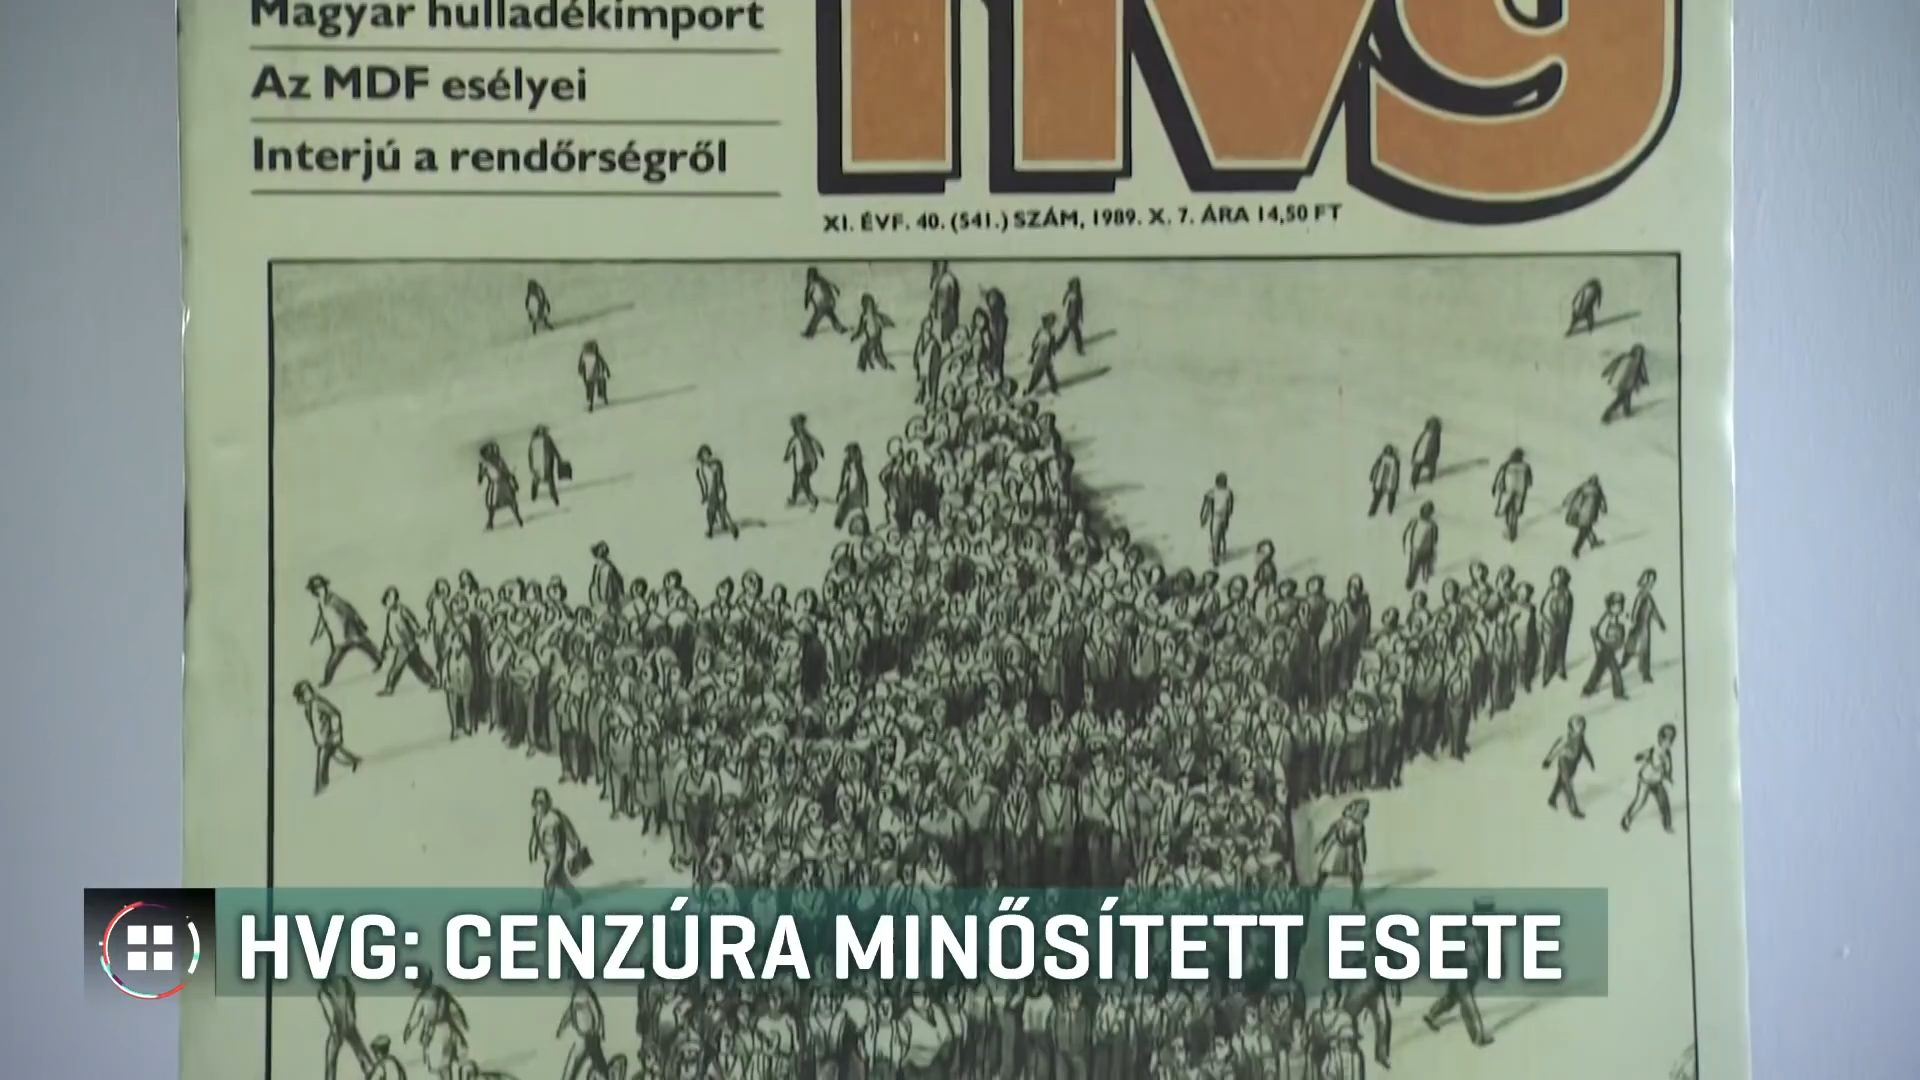 Magyar hulladékimport
Az MDF esélyei
Interjú a rendőrségről
hvg
XI. ÉVF. 40. (541.) SZÁM, 1989. X. 7. ÁRA 14,50 FT
HVG: CENZÚRA MINŐSÍTETT ESETE